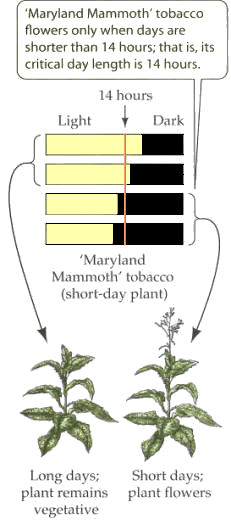 ‘Maryland Mammoth’ tobacco
flowers only when days are
shorter than 14 hours; that is, its
critical day length is 14 hours.
14 hours
Light
Dark
‘Maryland
Mammoth’ tobacco
(short-day plant)
Long days;
plant remains
vegetative
Short days;
plant flowers